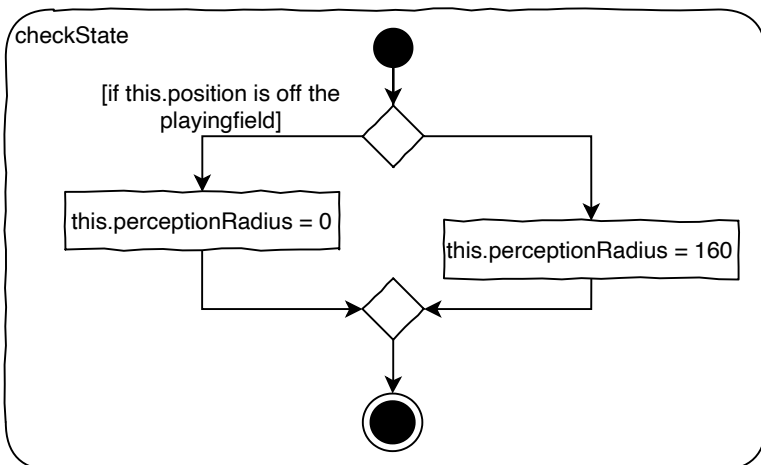 checkState
[if this.position is off the
playingfield]
this.perceptionRadius = 0
this.perceptionRadius = 160